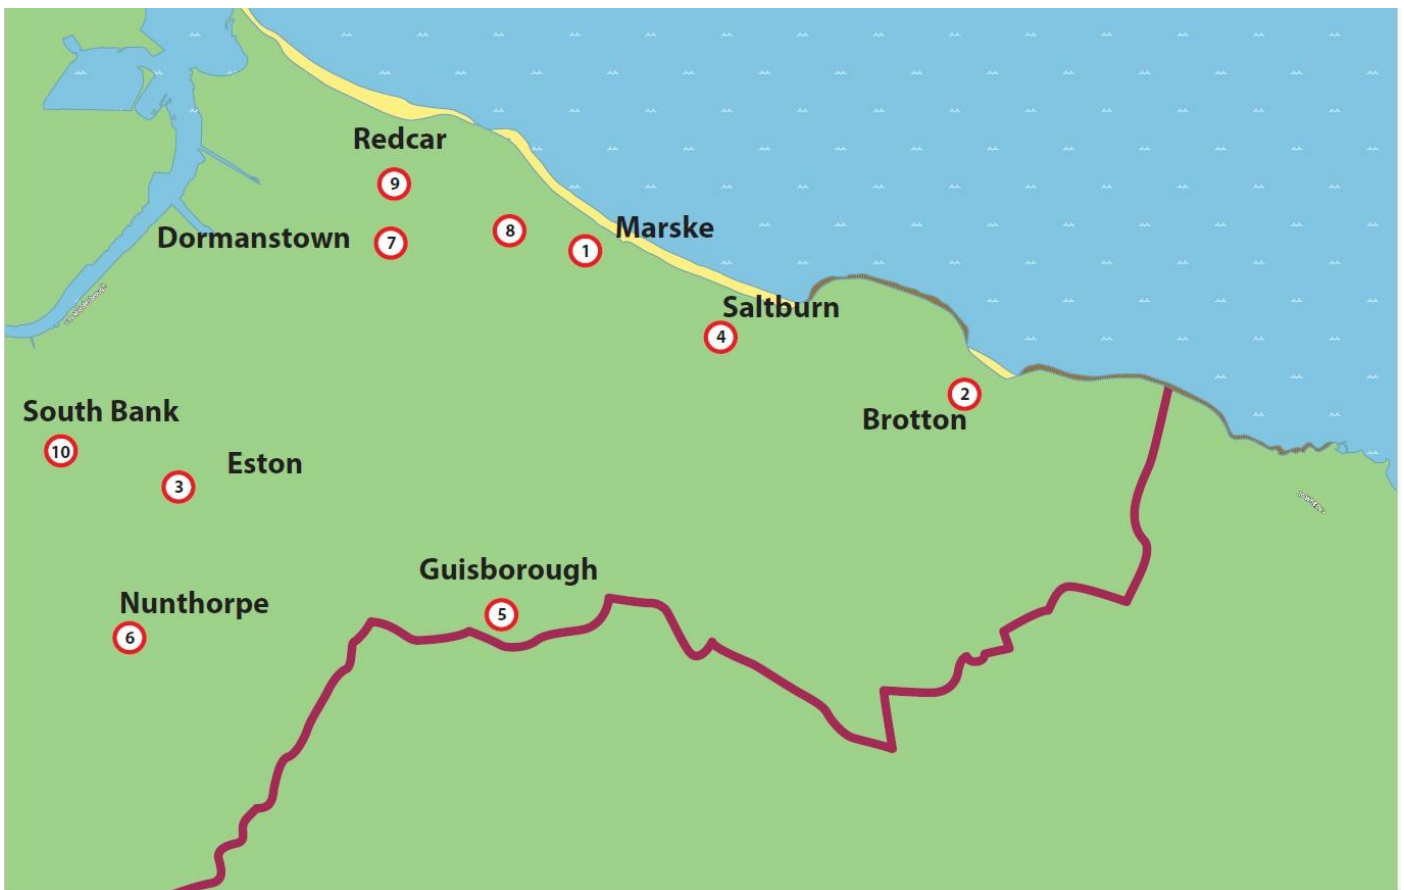 Redcar
9
8
Marske
Dormanstown
7
1
Saltburn
4
2
Brotton
South Bank
10
Eston
3
Guisborough
5
Nunthorpe
6